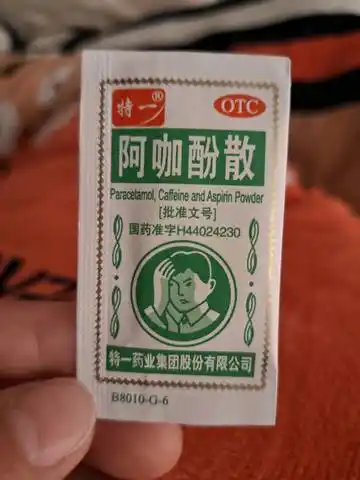 特一®
OTC
阿咖酚散
Paracetamol, Caffeine and Aspirin Powder
[批准文号]
国药准字H44024230
特一药业集团股份有限公司
B8010-G-6